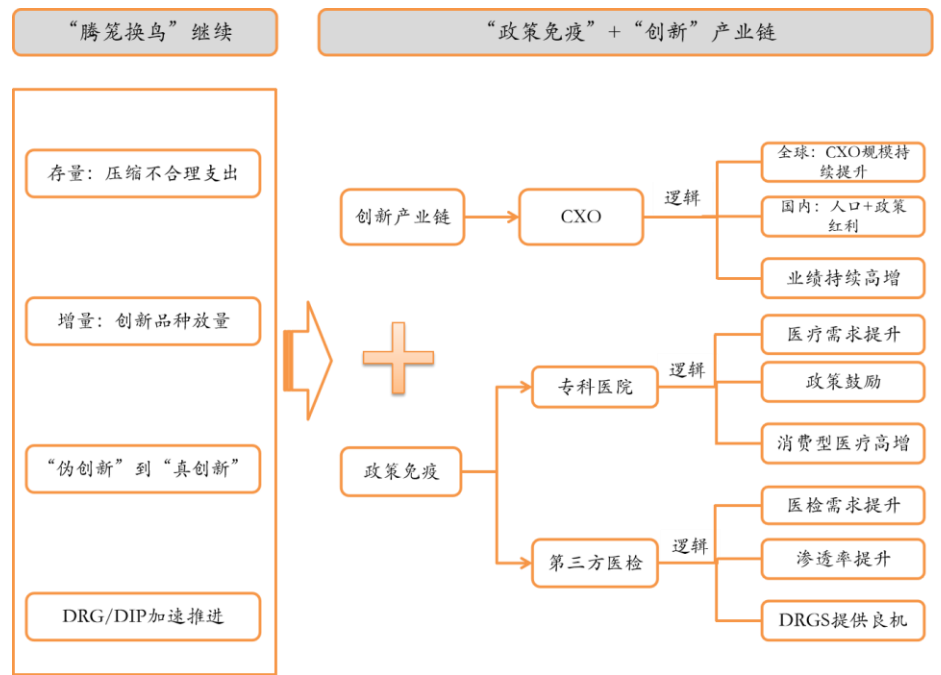 “腾笼换鸟”继续
“政策免疫”+“创新”产业链
存量：压缩不合理支出
增量：创新品种放量
“伪创新”到“真创新”
DRG/DIP加速推进
创新产业链
CXO
逻辑
全球：CXO规模持
续提升
国内：人口+政策
红利
业绩持续高增
政策免疫
专科医院
逻辑
医疗需求提升
政策鼓励
消费型医疗高增
第三方医检
逻辑
医检需求提升
渗透率提升
DRGS提供良机